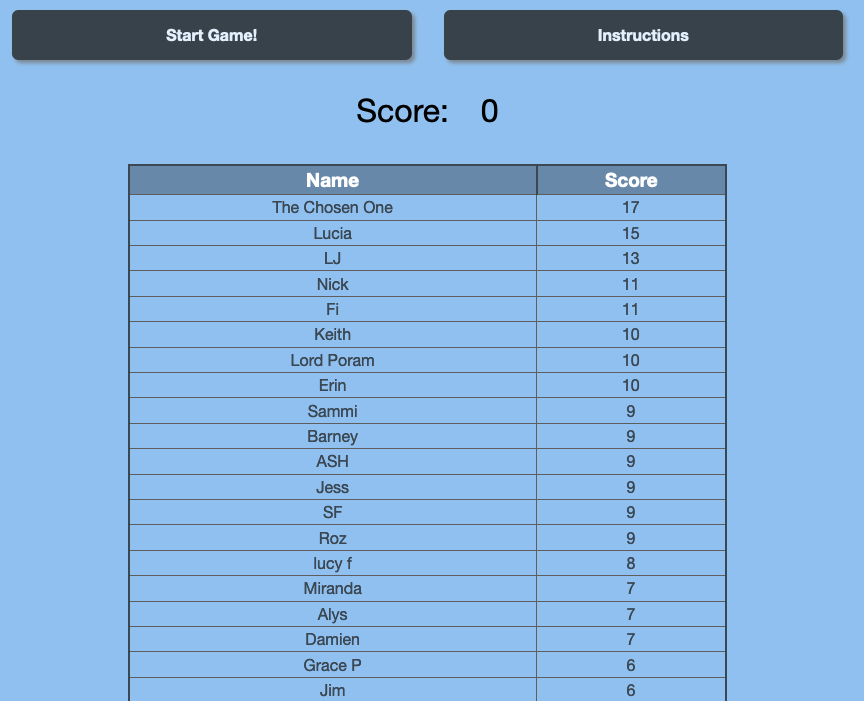 Start Game! Instructions
Score: 0
Name Score
The Chosen One 17
Lucia 15
LJ 13
Nick 11
Fi 11
Keith 10
Lord Poram 10
Erin 10
Sammi 9
Barney 9
ASH 9
Jess 9
SF 9
Roz 9
lucy f 8
Miranda 7
Alys 7
Damien 7
Grace P 6
Jim 6